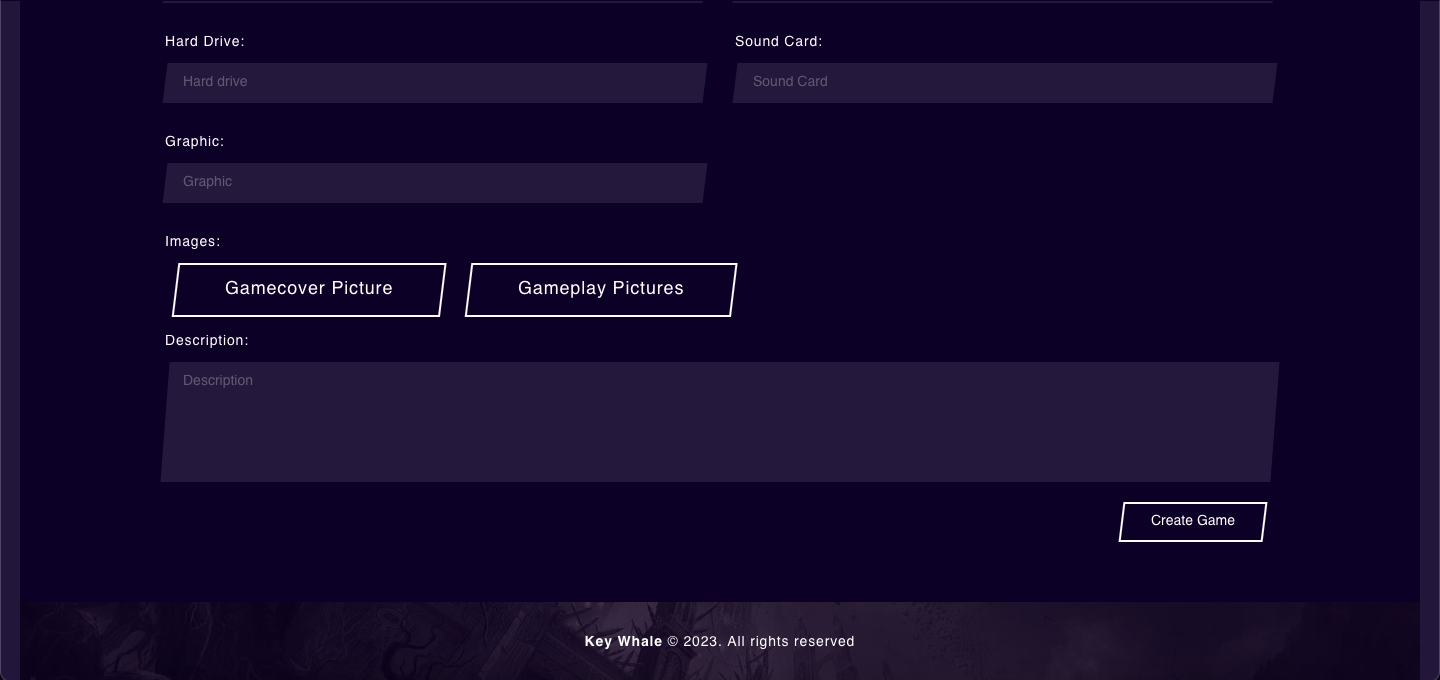 Hard Drive:
Sound Card:
Hard drive
Sound Card
Graphic:
Graphic
Images:
Gamecover Picture
Gameplay Pictures
Description:
Description
Create Game
Key Whale © 2023. All rights reserved